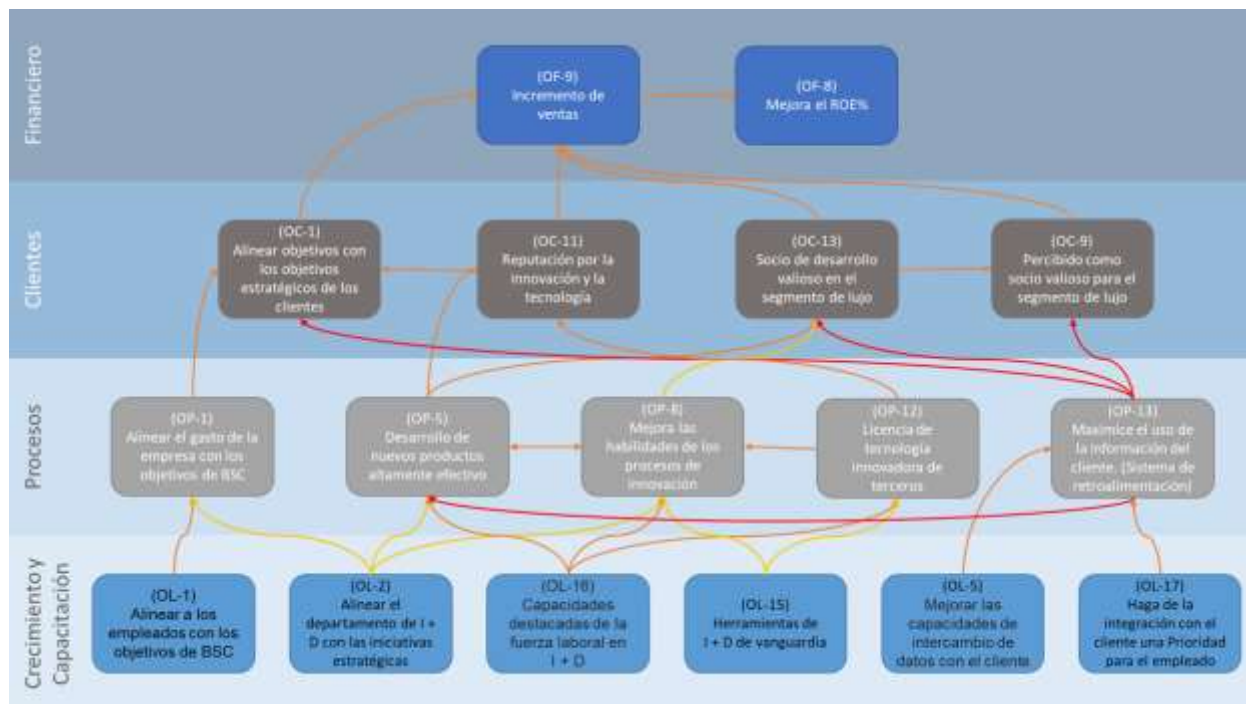 Financiero
(OF-9)
Incremento de
ventas
(OF-8)
Mejora el ROE%
Clientes
(OC-1)
Alinear objetivos con
los objetivos
estratégicos de los
clientes
(OC-11)
Reputación por la
innovación y la
tecnología
(OC-13)
Socio de desarrollo
valioso en el
segmento de lujo
(OC-9)
Percibido como
socio valioso para el
segmento de lujo
Procesos
(OP-1)
Alinear el gasto de la
empresa con los
objetivos de BSC
(OP-5)
Desarrollo de
nuevos productos
altamente efectivo
(OP-8)
Mejora las
habilidades de los
procesos de
innovación
(OP-12)
Licencia de
tecnología
innovadora de
terceros
(OP-13)
Maximice el uso de
la información del
cliente. (Sistema de
retroalimentación)
Crecimiento y
Capacitación
(OL-1)
Alinear a los
empleados con los
objetivos de BSC
(OL-2)
Alinear el
departamento de I +
D con las iniciativas
estratégicas
(OL-16)
Capacidades
destacadas de la
fuerza laboral en
I + D
(OL-15)
Herramientas de
I + D de vanguardia
(OL-5)
Mejorar las
capacidades de
intercambio de
datos con el cliente
(OL-17)
Haga de la
integración con el
cliente una Prioridad
para el empleado